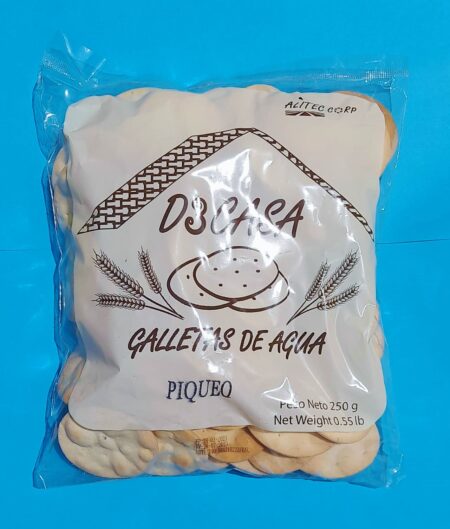 ALITEC CORP
D3CASA
GALLETAS DE AGUA
PIQUEO
Peso Neto 250 g
Net Weight 0.55 lb